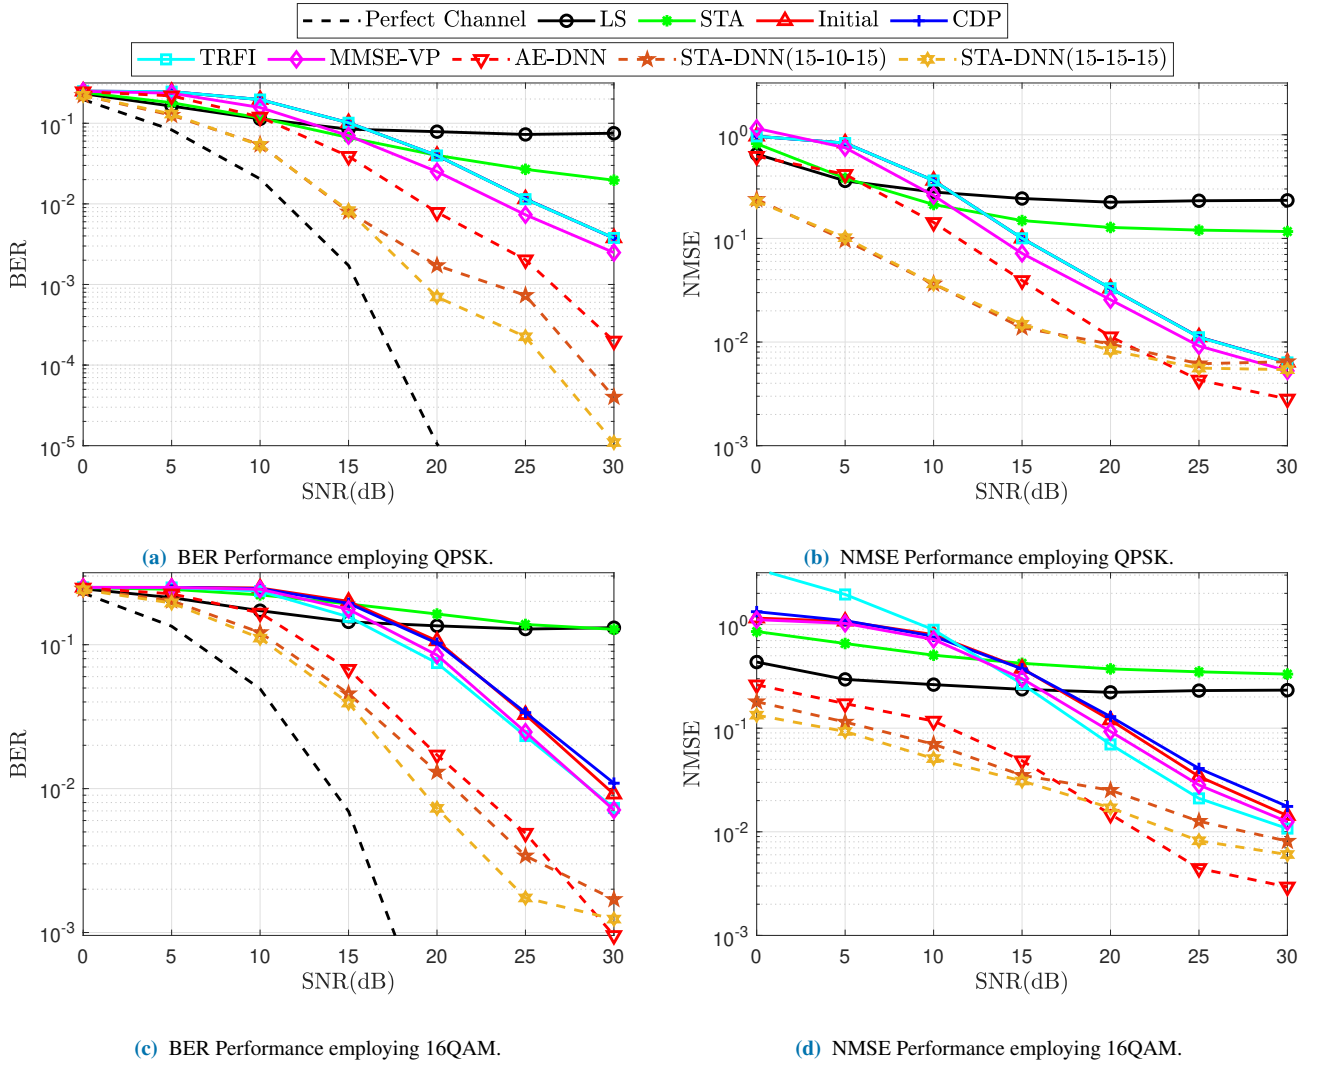 Perfect Channel LS STA Initial CDP
TRFI MMSE-VP AE-DNN STA-DNN(15-10-15) STA-DNN(15-15-15)
10^-1
10^-2
10^-3
10^-4
10^-5
BER
0 5 10 15 20 25 30
SNR(dB)
(a) BER Performance employing QPSK.
10^0
10^-1
10^-2
10^-3
NMSE
0 5 10 15 20 25 30
SNR(dB)
(b) NMSE Performance employing QPSK.
10^-1
10^-2
10^-3
BER
0 5 10 15 20 25 30
SNR(dB)
(c) BER Performance employing 16QAM.
10^0
10^-1
10^-2
10^-3
NMSE
0 5 10 15 20 25 30
SNR(dB)
(d) NMSE Performance employing 16QAM.